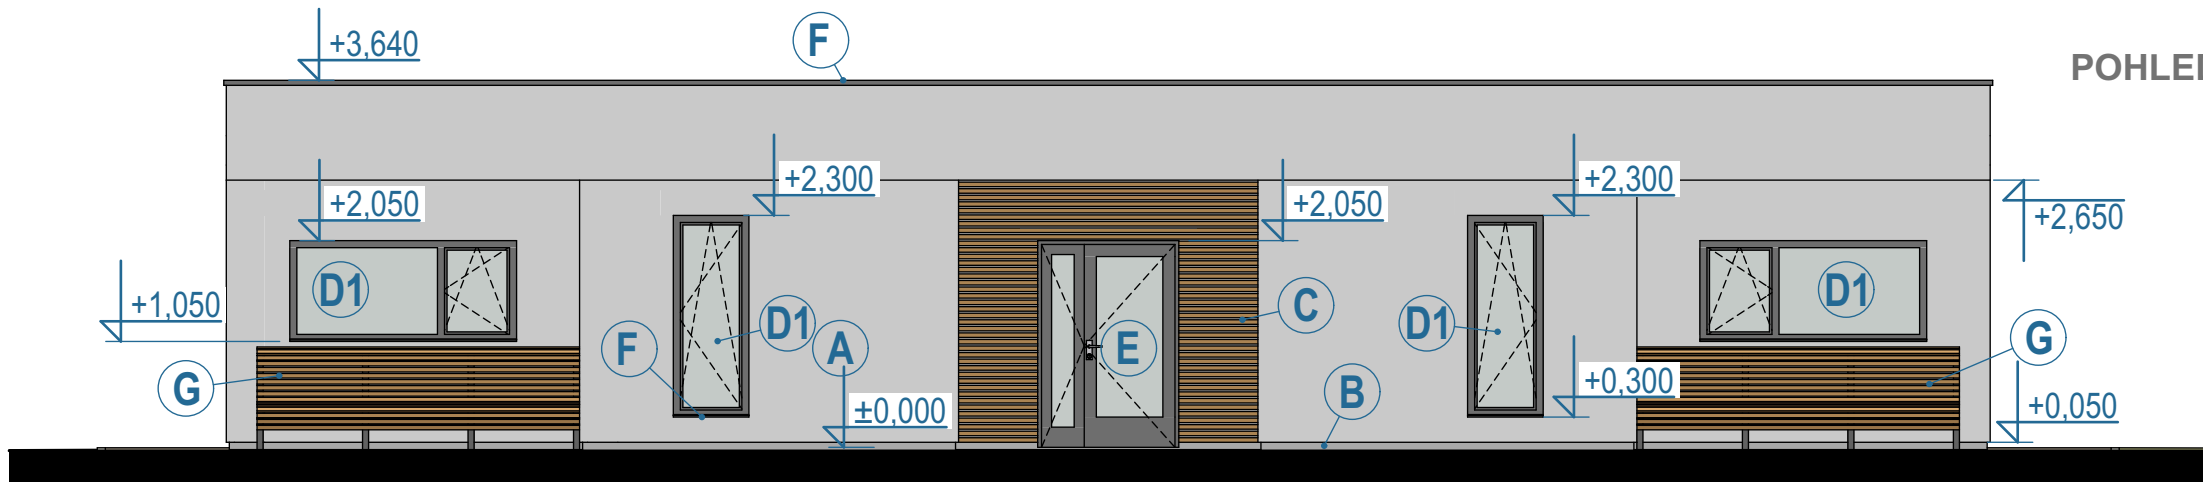 +3,640
F
POHLED
+2,300
+2,300
+2,050
+2,050
+2,650
D1
D1
+1,050
D1
C
D1
F
A
E
G
G
+0,300
B
±0,000
+0,050